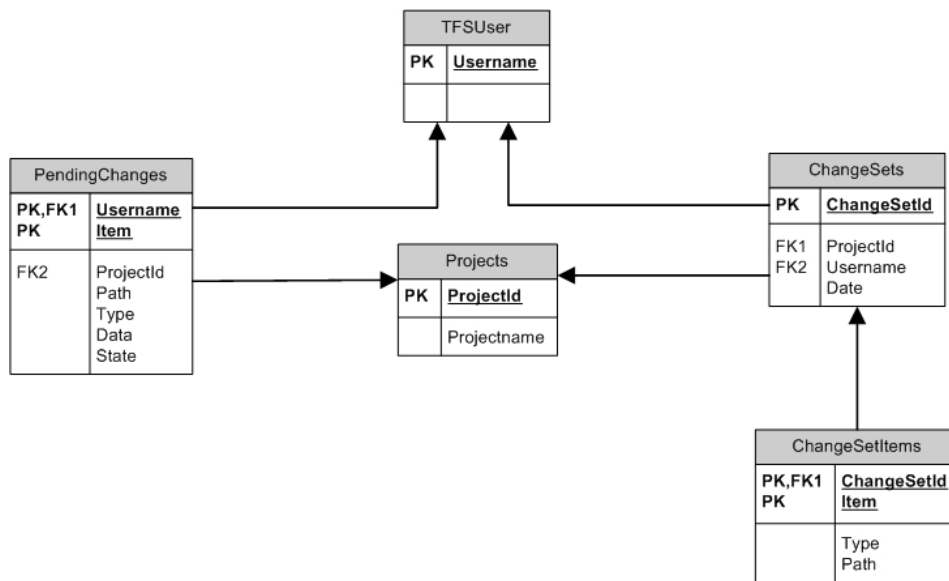 TFSUser
PK Username
PendingChanges
PK,FK1 Username
PK Item
FK2 ProjectId
Path
Type
Data
State
Projects
PK ProjectId
Projectname
ChangeSets
PK ChangeSetId
FK1 ProjectId
FK2 Username
Date
ChangeSetItems
PK,FK1 ChangeSetId
PK Item
Type
Path